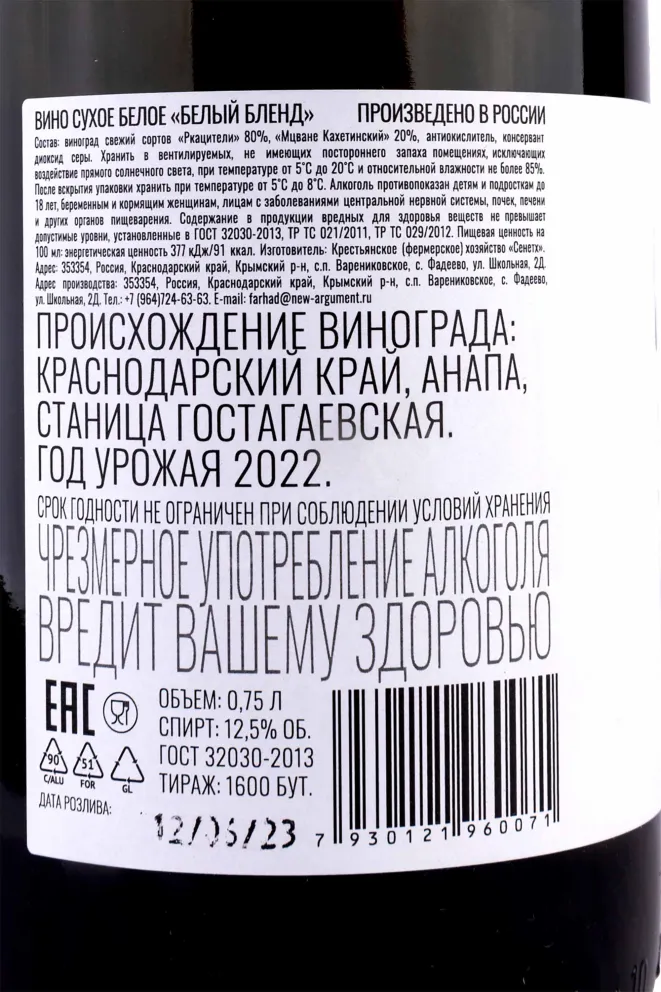 ВИНО СУХОЕ БЕЛОЕ «БЕЛЫЙ БЛЕНД» ПРОИЗВЕДЕНО В РОССИИ
Состав: виноград свежий сортов «Ркацители» 80%, «Мцване Кахетинский» 20%, антиокислитель, консервант
диоксид серы. Хранить в вентилируемых, не имеющих постороннего запаха помещениях, исключающих
воздействие прямого солнечного света, при температуре от 5°С до 20°С и относительной влажности не более 85%.
После вскрытия упаковки хранить при температуре от 5°С до 8°С. Алкоголь противопоказан детям и подросткам до
18 лет, беременным и кормящим женщинам, лицам с заболеваниями центральной нервной системы, почек, печени
и других органов пищеварения. Содержание в продукции вредных для здоровья веществ не превышает
допустимые уровни, установленные в ГОСТ 32030-2013, ТР ТС 021/2011, ТР ТС 029/2012. Пищевая ценность на
100 мл: энергетическая ценность 377 кДж/91 ккал. Изготовитель: Крестьянское (фермерское) хозяйство «Сенетх».
Адрес: 353354, Россия, Краснодарский край, Крымский р-н, с.п. Варениковское, с. Фадеево, ул. Школьная, 2Д.
Адрес производства: 353354, Россия, Краснодарский край, Крымский р-н, с.п. Варениковское, с. Фадеево,
ул. Школьная, 2Д. Тел.: +7 (964)724-63-63. E-mail: farhad@new-argument.ru
ПРОИСХОЖДЕНИЕ ВИНОГРАДА:
КРАСНОДАРСКИЙ КРАЙ, АНАПА,
СТАНИЦА ГОСТАГАЕВСКАЯ.
ГОД УРОЖАЯ 2022.
СРОК ГОДНОСТИ НЕ ОГРАНИЧЕН ПРИ СОБЛЮДЕНИИ УСЛОВИЙ ХРАНЕНИЯ
ЧРЕЗМЕРНОЕ УПОТРЕБЛЕНИЕ АЛКОГОЛЯ
ВРЕДИТ ВАШЕМУ ЗДОРОВЬЮ
ЕАС
ОБЪЕМ: 0,75 Л
СПИРТ: 12,5% ОБ.
ГОСТ 32030-2013
ТИРАЖ: 1600 БУТ.
90 51
C/ALU FOR GL
ДАТА РОЗЛИВА:
12/06/23
7 930121 960071